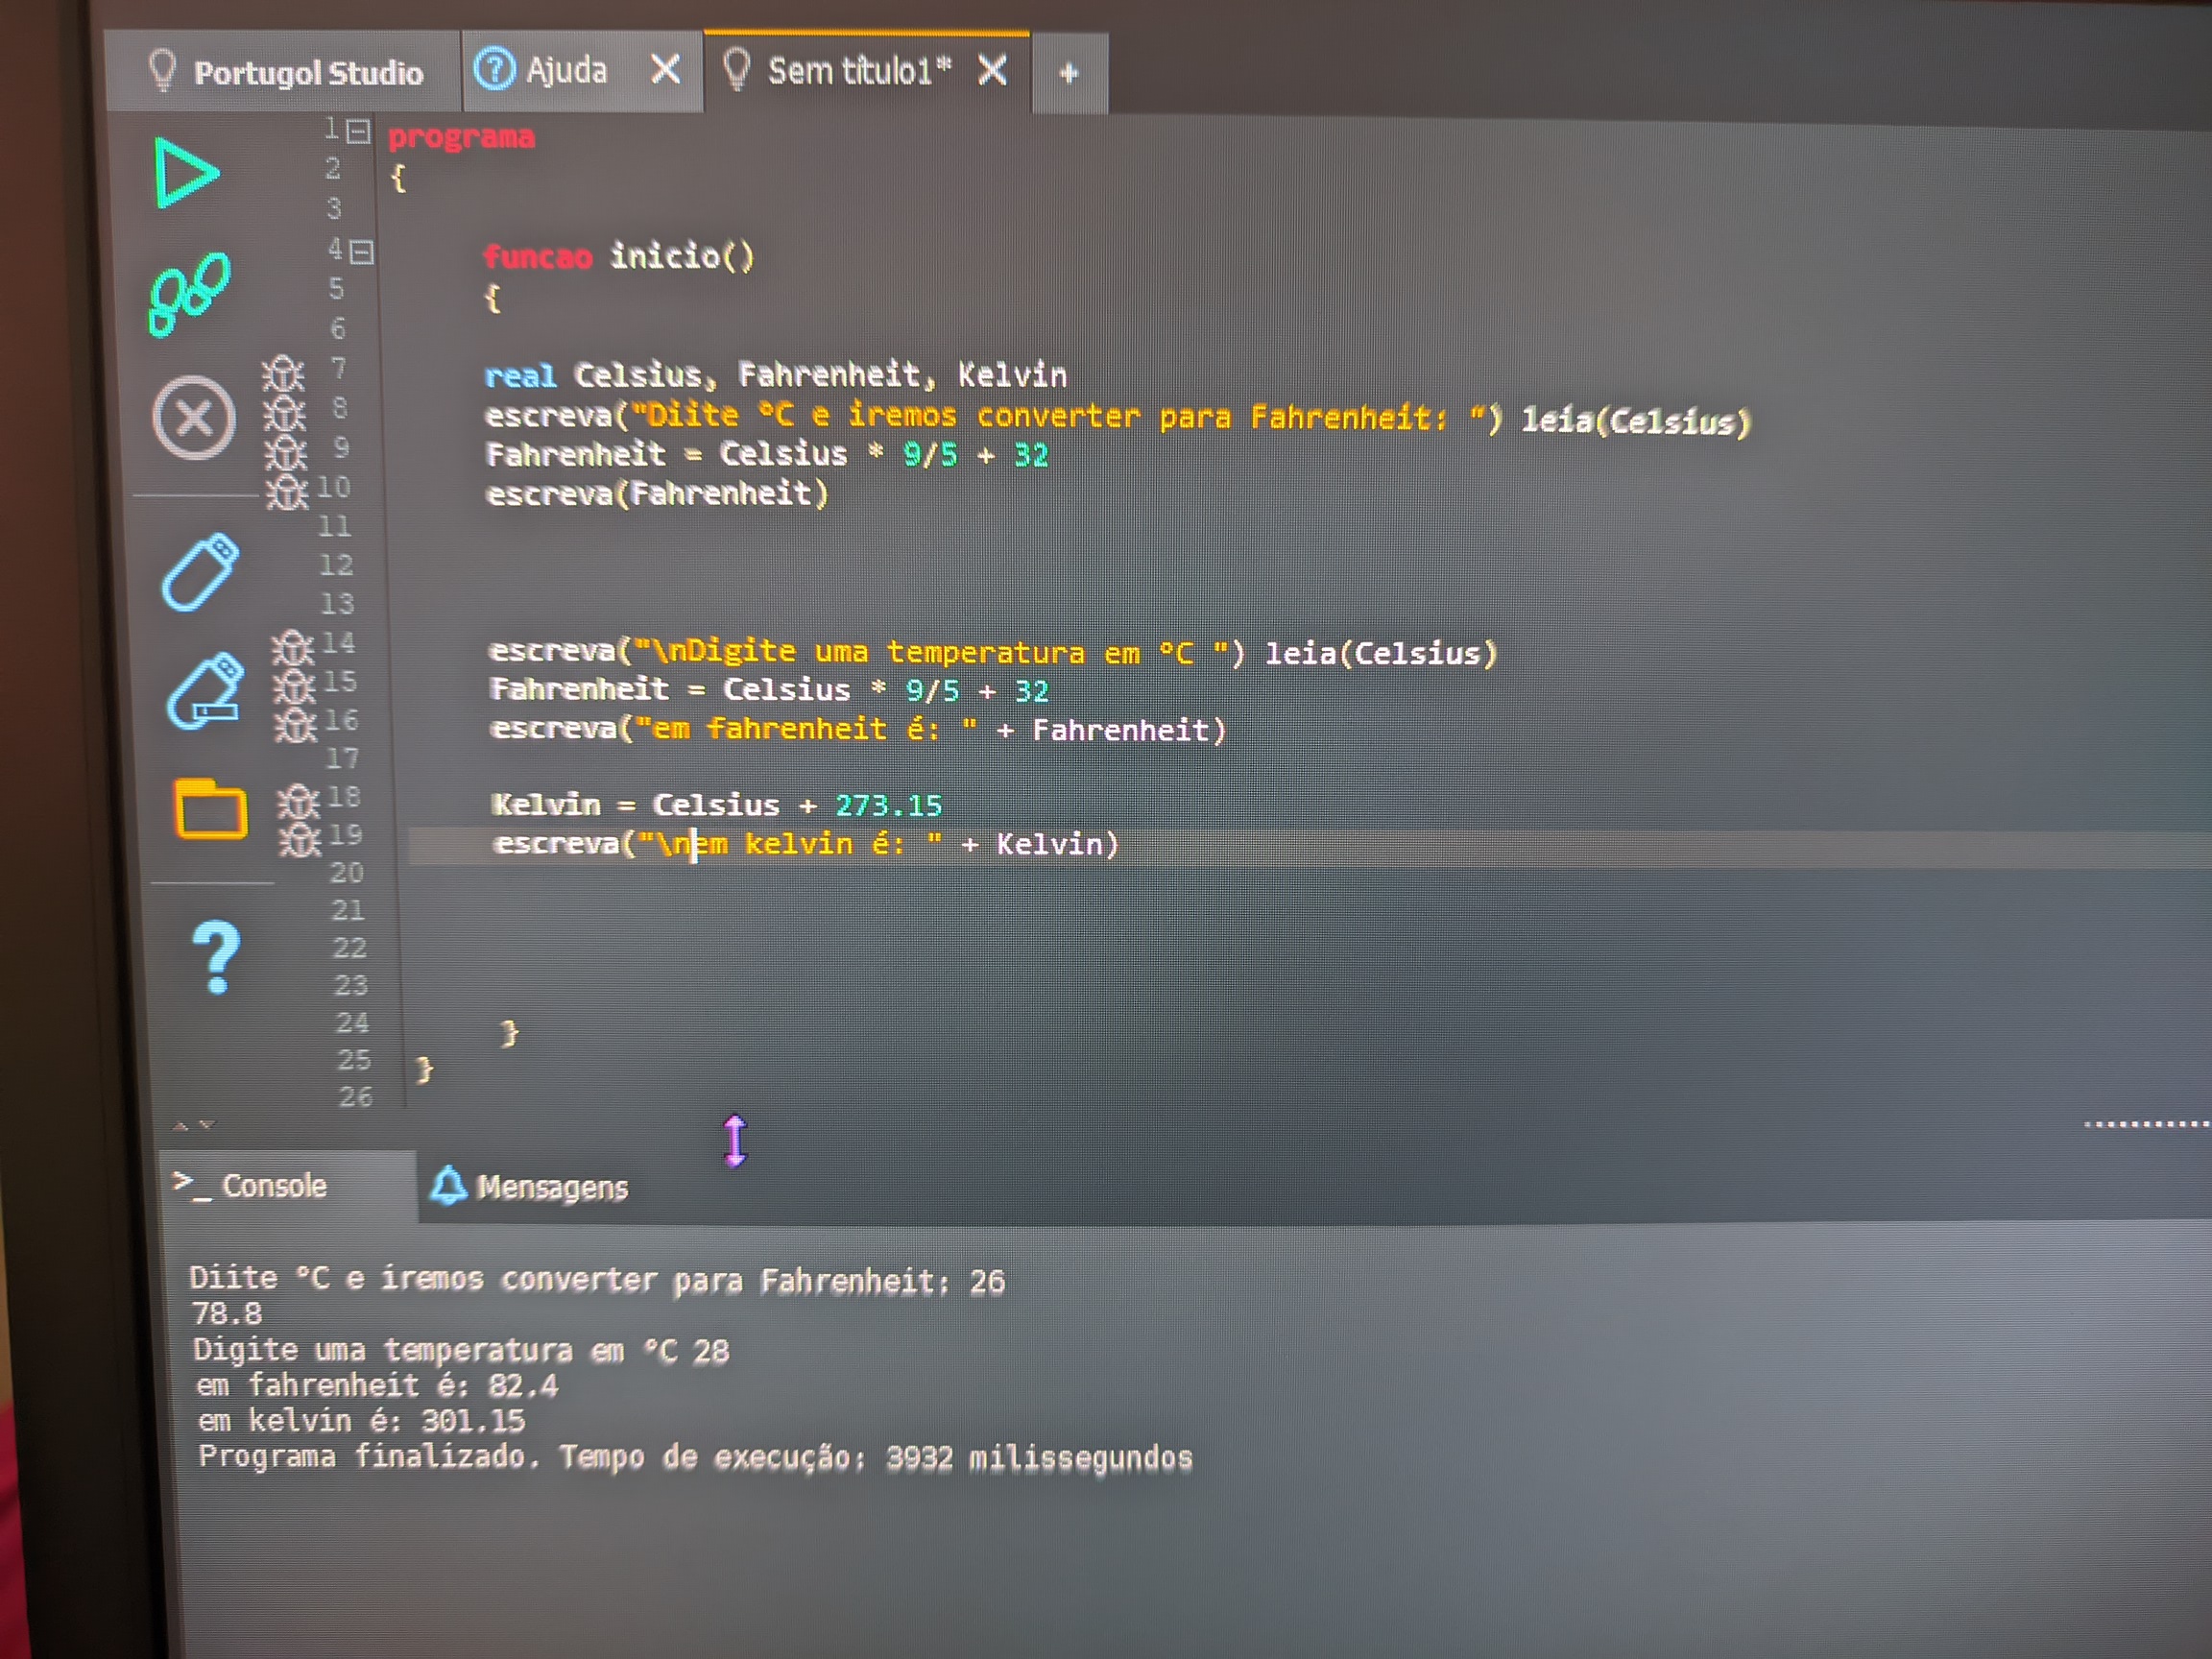 Portugol Studio
Ajuda
Sem título1*
+
1 programa
2 {
3
4 funcao inicio()
5 {
6
7 real Celsius, Fahrenheit, Kelvin
8 escreva("Diite ºC e iremos converter para Fahrenheit: ") leia(Celsius)
9 Fahrenheit = Celsius * 9/5 + 32
10 escreva(Fahrenheit)
11
12
13
14 escreva("\nDigite uma temperatura em ºC ") leia(Celsius)
15 Fahrenheit = Celsius * 9/5 + 32
16 escreva("em fahrenheit é: " + Fahrenheit)
17
18 Kelvin = Celsius + 273.15
19 escreva("\nem kelvin é: " + Kelvin)
20
21
22
23
24 }
25 }
26
>_ Console
Mensagens
Diite ºC e iremos converter para Fahrenheit: 26
78.8
Digite uma temperatura em ºC 28
em fahrenheit é: 82.4
em kelvin é: 301.15
Programa finalizado. Tempo de execução: 3932 milissegundos